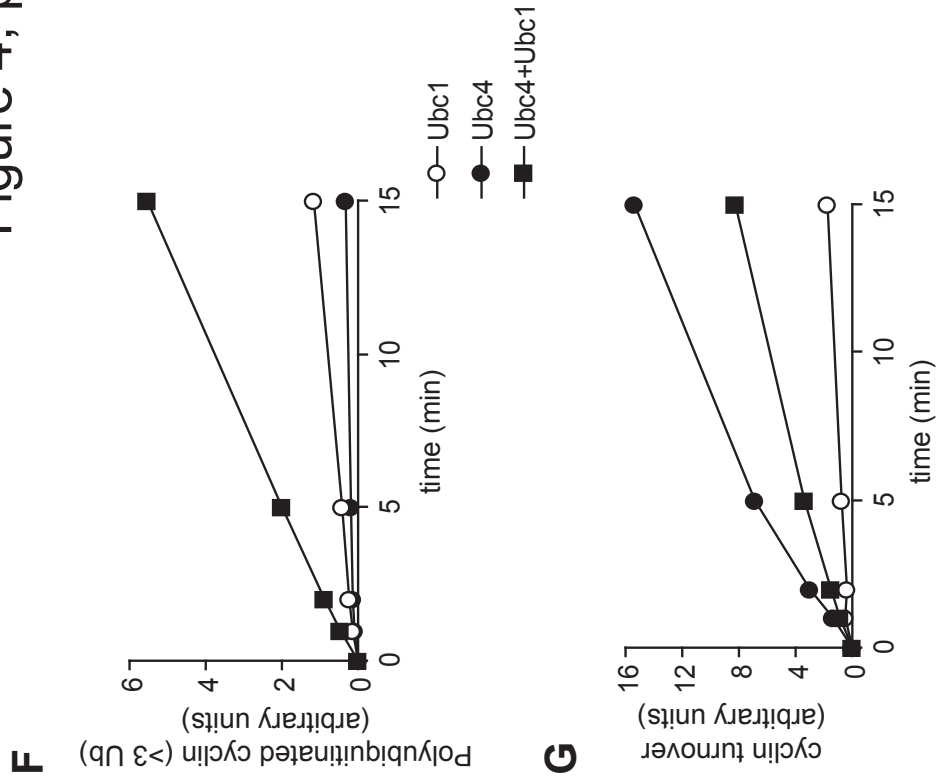 Figure 4,
F
Polyubiquitinated cyclin (>3 Ub)
(arbitrary units)
6
4
2
0
0
5
10
15
time (min)
Ubc1
Ubc4
Ubc4+Ubc1
G
cyclin turnover
(arbitrary units)
16
12
8
4
0
0
5
10
15
time (min)